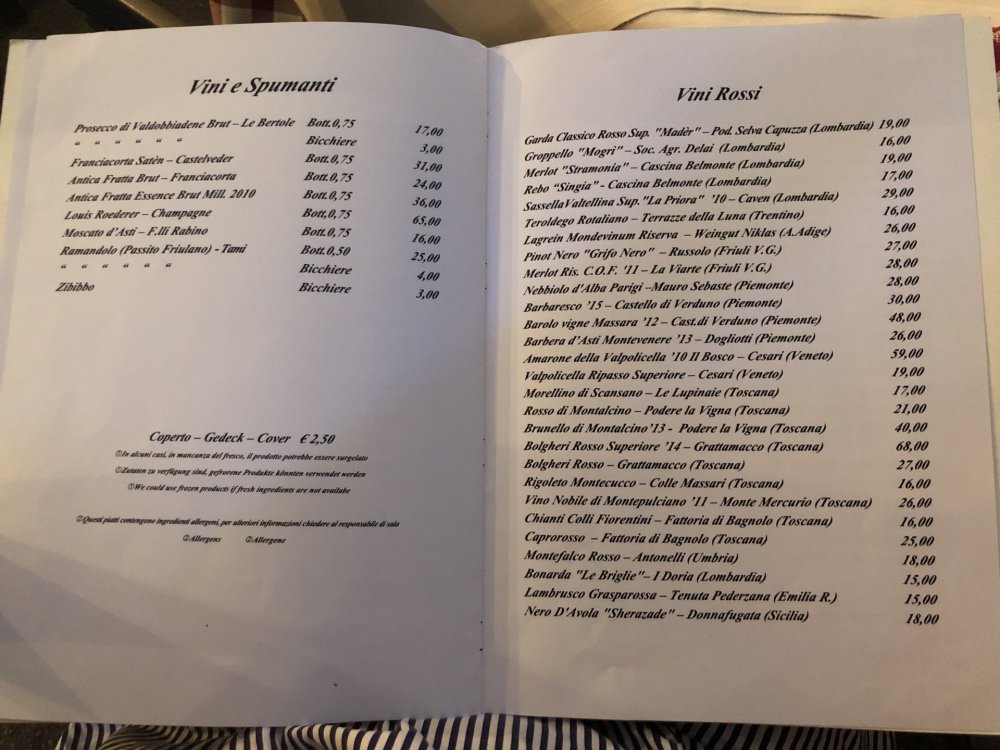 Vini e Spumanti
Prosecco di Valdobbiadene Brut – Le Bertole Bott.0,75 17,00
“ “ “ “ “ “ Bicchiere 3,00
Franciacorta Satèn – Castelveder Bott.0,75 31,00
Antica Fratta Brut – Franciacorta Bott.0,75 24,00
Antica Fratta Essence Brut Mill. 2010 Bott.0,75 36,00
Louis Roederer – Champagne Bott,0,75 65,00
Moscato d’Asti – F.lli Rabino Bott.0,75 16,00
Ramandolo (Passito Friulano) - Tami Bott.0,50 25,00
“ “ “ “ “ “ Bicchiere 4,00
Zibibbo Bicchiere 3,00
Coperto – Gedeck – Cover € 2,50
①In alcuni casi, in mancanza del fresco, il prodotto potrebbe essere surgelato
①Zutaten zu verfügung sind, gefrorene Produkte könnten verwendet werden
①We could use frozen products if fresh ingredients are not availabe
②Questi piatti contengono ingredienti allergeni, per ulteriori informazioni chiedere al responsabile di sala
②Allergens ②Allergene
Vini Rossi
Garda Classico Rosso Sup. "Madèr" – Pod. Selva Capuzza (Lombardia) 19,00
Groppello "Mogri" – Soc. Agr. Delai (Lombardia) 16,00
Merlot "Stramonia" – Cascina Belmonte (Lombardia) 19,00
Rebo “Singia” - Cascina Belmonte (Lombardia) 17,00
SassellaValtellina Sup."La Priora" ’10 – Caven (Lombardia) 29,00
Teroldego Rotaliano – Terrazze della Luna (Trentino) 16,00
Lagrein Mondevinum Riserva – Weingut Niklas (A.Adige) 26,00
Pinot Nero "Grifo Nero" – Russolo (Friuli V.G.) 27,00
Merlot Ris. C.O.F. ’11 – La Viarte (Friuli V.G.) 28,00
Nebbiolo d'Alba Parigi –Mauro Sebaste (Piemonte) 28,00
Barbaresco ’15 – Castello di Verduno (Piemonte) 30,00
Barolo vigne Massara ’12 – Cast.di Verduno (Piemonte) 48,00
Barbera d’Asti Montevenere ’13 – Dogliotti (Piemonte) 26,00
Amarone della Valpolicella ’10 Il Bosco – Cesari (Veneto) 59,00
Valpolicella Ripasso Superiore – Cesari (Veneto) 19,00
Morellino di Scansano – Le Lupinaie (Toscana) 17,00
Rosso di Montalcino – Podere la Vigna (Toscana) 21,00
Brunello di Montalcino’13 - Podere la Vigna (Toscana) 40,00
Bolgheri Rosso Superiore ’14 – Grattamacco (Toscana) 68,00
Bolgheri Rosso – Grattamacco (Toscana) 27,00
Rigoleto Montecucco – Colle Massari (Toscana) 16,00
Vino Nobile di Montepulciano ’11 – Monte Mercurio (Toscana) 26,00
Chianti Colli Fiorentini – Fattoria di Bagnolo (Toscana) 16,00
Caprorosso – Fattoria di Bagnolo (Toscana) 25,00
Montefalco Rosso – Antonelli (Umbria) 18,00
Bonarda "Le Briglie"– I Doria (Lombardia) 15,00
Lambrusco Grasparossa – Tenuta Pederzana (Emilia R.) 15,00
Nero D'Avola "Sherazade" – Donnafugata (Sicilia) 18,00